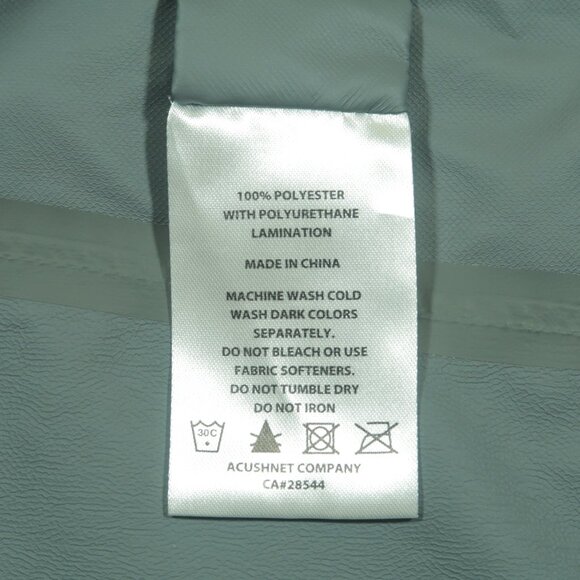 100% POLYESTER
WITH POLYURETHANE
LAMINATION
MADE IN CHINA
MACHINE WASH COLD
WASH DARK COLORS
SEPARATELY.
DO NOT BLEACH OR USE
FABRIC SOFTENERS.
DO NOT TUMBLE DRY
DO NOT IRON
30C
ACUSHNET COMPANY
CA#28544